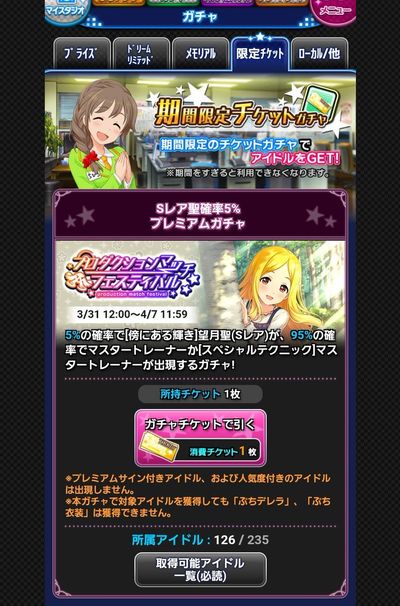 マイスタジオ
ガチャ
メニュー
プライズ
ドリーム
リミテッド
メモリアル
限定チケット
ローカル/他
期間限定チケットガチャ
期間限定のチケットガチャで
アイドルをGET!
※期間をすぎると利用できなくなります。
Sレア聖確率5%
プレミアムガチャ
プロダクションマッチ
フェスティバル
production match festival
3/31 12:00～4/7 11:59
5%の確率で[傍にある輝き]望月聖(Sレア)が、95%の確
率でマスタートレーナーか[スペシャルテクニック]マス
タートレーナーが出現するガチャ!
所持チケット 1枚
ガチャチケットで引く
消費チケット1枚
※プレミアムサイン付きアイドル、および人気度付きのアイドル
は出現しません。
※本ガチャで対象アイドルを獲得しても「ぷちデレラ」、「ぷち
衣装」は獲得できません。
所属アイドル : 126 / 235
取得可能アイドル
一覧(必読)